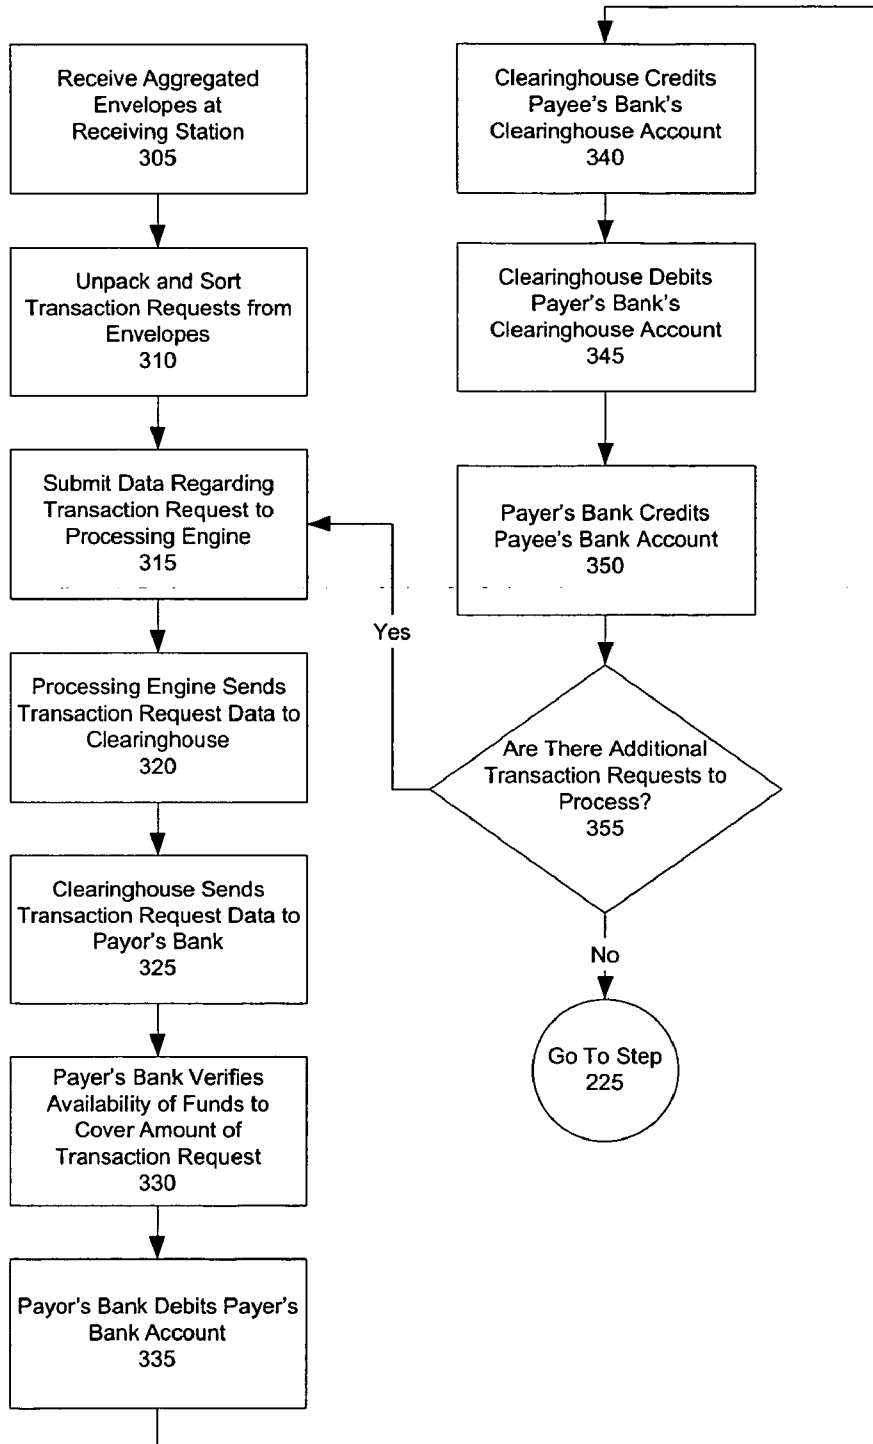 Receive Aggregated
Envelopes at
Receiving Station
305
Unpack and Sort
Transaction Requests from
Envelopes
310
Submit Data Regarding
Transaction Request to
Processing Engine
315
Processing Engine Sends
Transaction Request Data to
Clearinghouse
320
Clearinghouse Sends
Transaction Request Data to
Payor's Bank
325
Payer's Bank Verifies
Availability of Funds to
Cover Amount of
Transaction Request
330
Payor's Bank Debits Payer's
Bank Account
335
Clearinghouse Credits
Payee's Bank's
Clearinghouse Account
340
Clearinghouse Debits
Payer's Bank's
Clearinghouse Account
345
Payer's Bank Credits
Payee's Bank Account
350
Are There Additional
Transaction Requests to
Process?
355
Yes
No
Go To Step
225